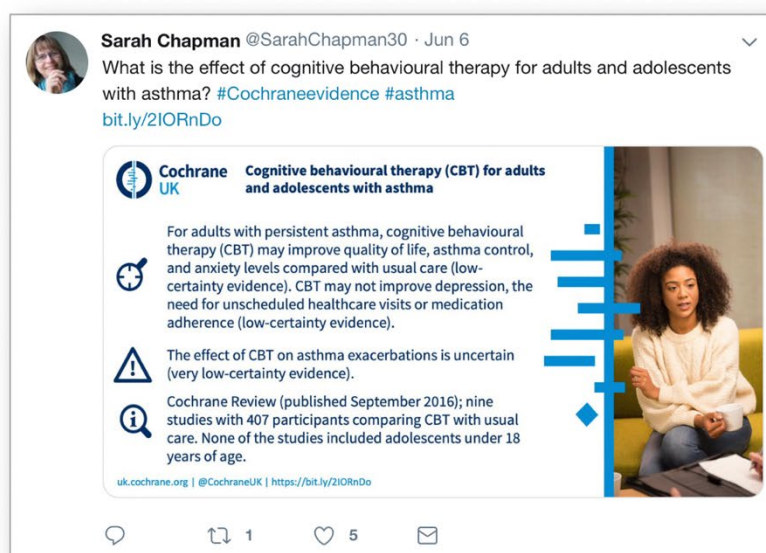 Sarah Chapman @SarahChapman30 · Jun 6
What is the effect of cognitive behavioural therapy for adults and adolescents
with asthma? #Cochraneevidence #asthma
bit.ly/2IORnDo
Cochrane
UK
Cognitive behavioural therapy (CBT) for adults
and adolescents with asthma
For adults with persistent asthma, cognitive behavioural
therapy (CBT) may improve quality of life, asthma control,
and anxiety levels compared with usual care (low-
certainty evidence). CBT may not improve depression, the
need for unscheduled healthcare visits or medication
adherence (low-certainty evidence).
The effect of CBT on asthma exacerbations is uncertain
(very low-certainty evidence).
Cochrane Review (published September 2016); nine
studies with 407 participants comparing CBT with usual
care. None of the studies included adolescents under 18
years of age.
uk.cochrane.org | @CochraneUK | https://bit.ly/2IORnDo
1
5